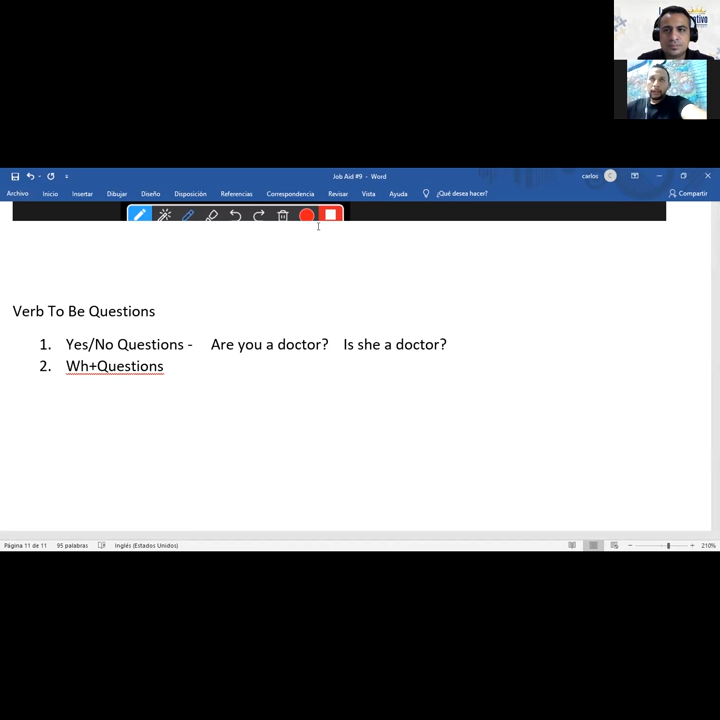 Job Aid #9 - Word
carlos
C
Archivo Inicio Insertar Dibujar Diseño Disposición Referencias Correspondencia Revisar Vista Ayuda ¿Qué desea hacer? Compartir
Verb To Be Questions
1. Yes/No Questions - Are you a doctor? Is she a doctor?
2. Wh+Questions
Página 11 de 11 95 palabras Inglés (Estados Unidos) 210%